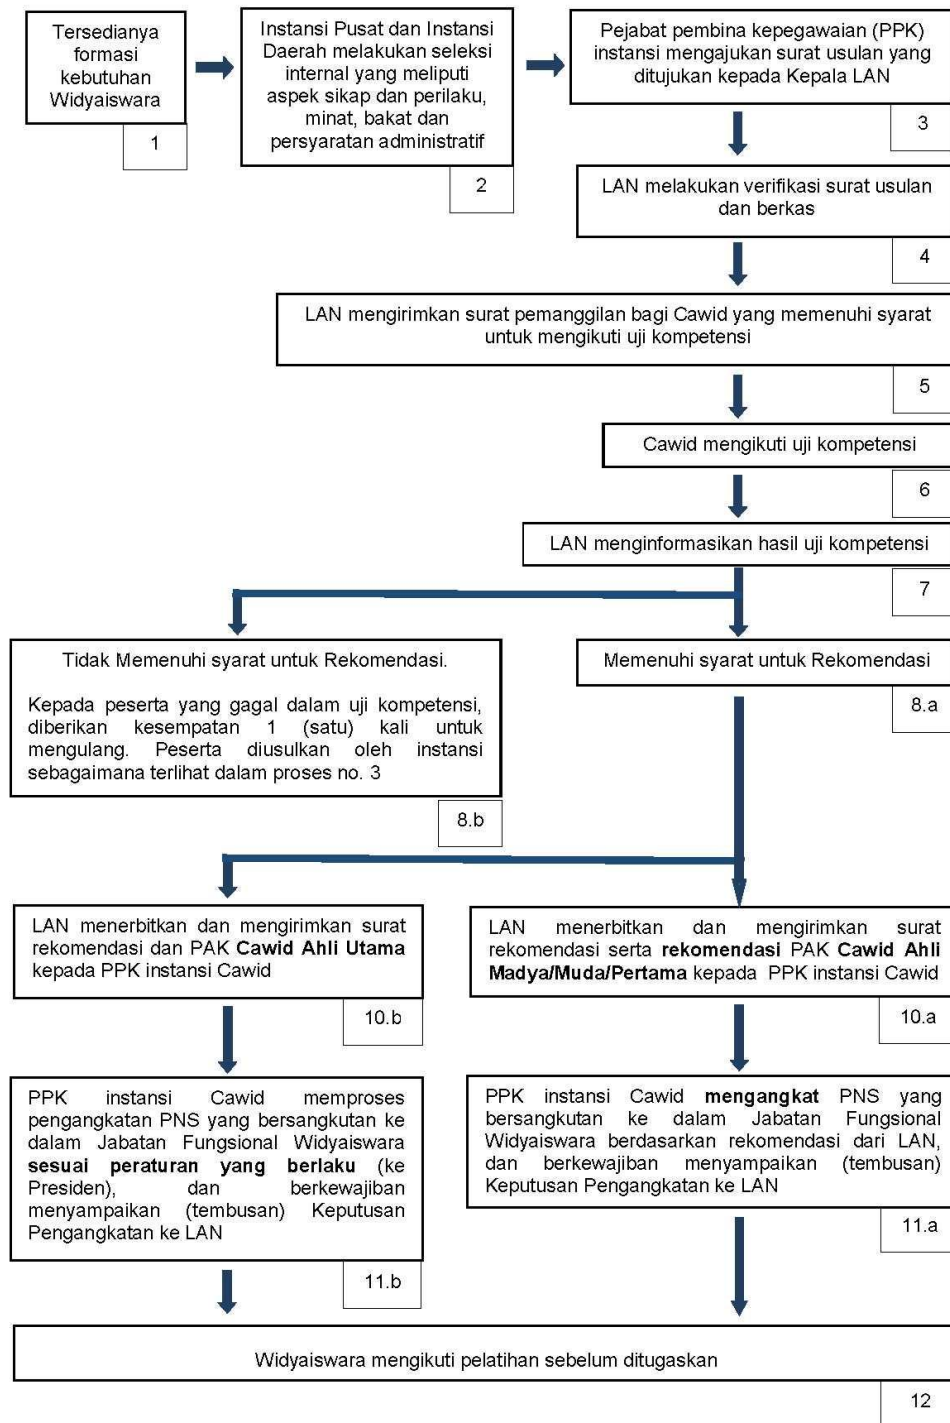 Tersedianya
formasi
kebutuhan
Widyaiswara
1
Instansi Pusat dan Instansi
Daerah melakukan seleksi
internal yang meliputi
aspek sikap dan perilaku,
minat, bakat dan
persyaratan administratif
2
Pejabat pembina kepegawaian (PPK)
instansi mengajukan surat usulan yang
ditujukan kepada Kepala LAN
3
LAN melakukan verifikasi surat usulan
dan berkas
4
LAN mengirimkan surat pemanggilan bagi Cawid yang memenuhi syarat
untuk mengikuti uji kompetensi
5
Cawid mengikuti uji kompetensi
6
LAN menginformasikan hasil uji kompetensi
7
Tidak Memenuhi syarat untuk Rekomendasi.
Kepada peserta yang gagal dalam uji kompetensi,
diberikan kesempatan 1 (satu) kali untuk
mengulang. Peserta diusulkan oleh instansi
sebagaimana terlihat dalam proses no. 3
8.b
Memenuhi syarat untuk Rekomendasi
8.a
LAN menerbitkan dan mengirimkan surat
rekomendasi dan PAK Cawid Ahli Utama
kepada PPK instansi Cawid
10.b
LAN menerbitkan dan mengirimkan surat
rekomendasi serta rekomendasi PAK Cawid Ahli
Madya/Muda/Pertama kepada PPK instansi Cawid
10.a
PPK instansi Cawid memproses
pengangkatan PNS yang bersangkutan ke
dalam Jabatan Fungsional Widyaiswara
sesuai peraturan yang berlaku (ke
Presiden), dan berkewajiban
menyampaikan (tembusan) Keputusan
Pengangkatan ke LAN
11.b
PPK instansi Cawid mengangkat PNS yang
bersangkutan ke dalam Jabatan Fungsional
Widyaiswara berdasarkan rekomendasi dari LAN,
dan berkewajiban menyampaikan (tembusan)
Keputusan Pengangkatan ke LAN
11.a
Widyaiswara mengikuti pelatihan sebelum ditugaskan
12